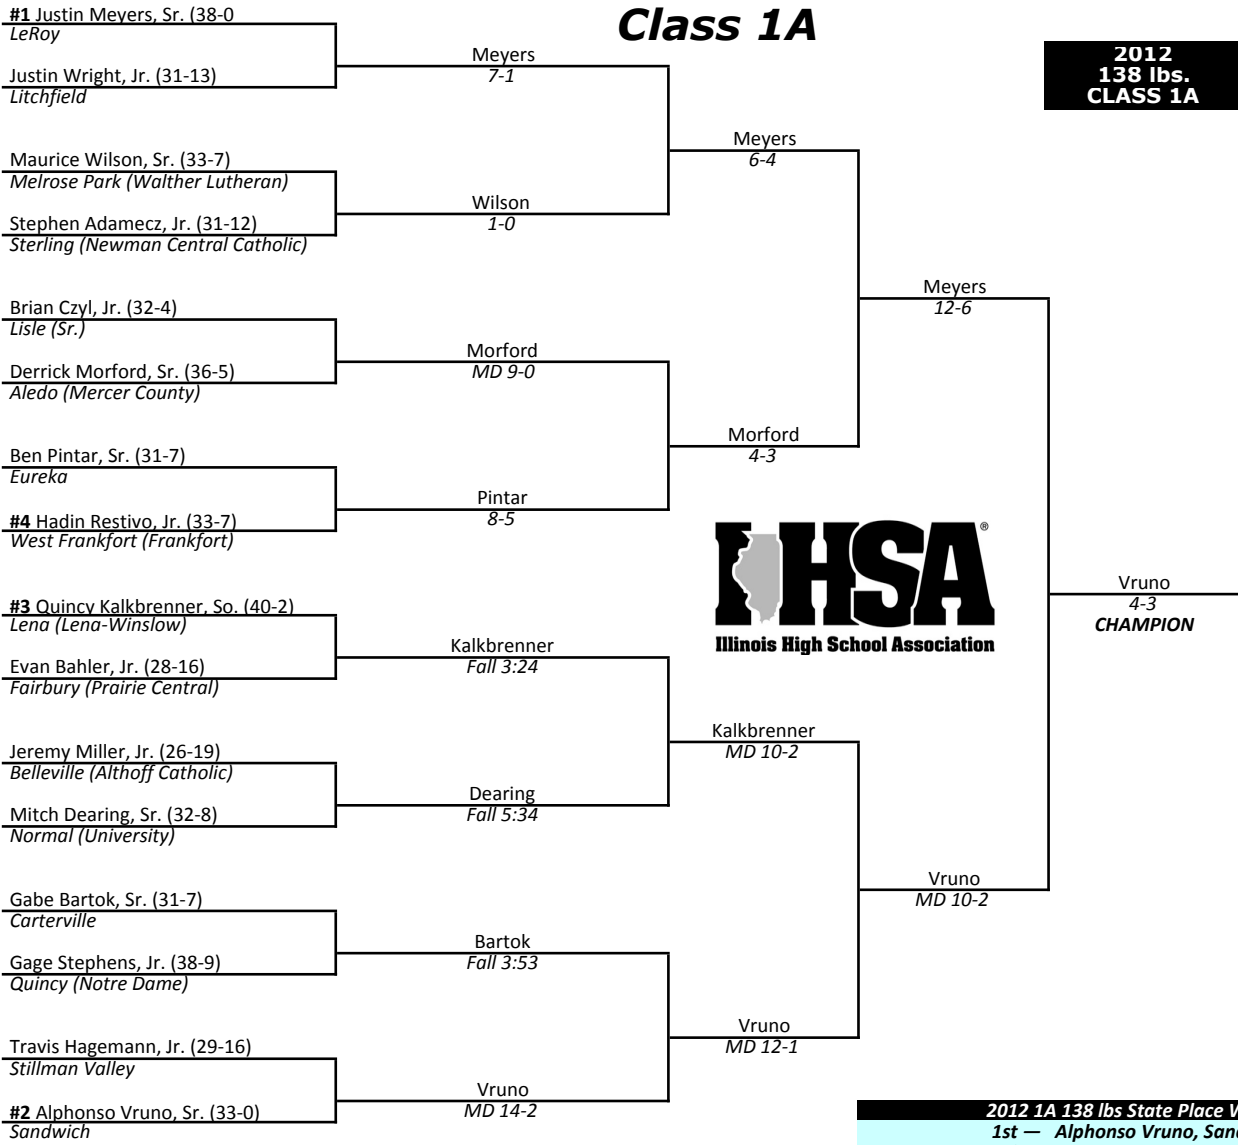 Class 1A
2012
138 lbs.
CLASS 1A
#1 Justin Meyers, Sr. (38-0
LeRoy
Justin Wright, Jr. (31-13)
Litchfield
Maurice Wilson, Sr. (33-7)
Melrose Park (Walther Lutheran)
Stephen Adamecz, Jr. (31-12)
Sterling (Newman Central Catholic)
Brian Czyl, Jr. (32-4)
Lisle (Sr.)
Derrick Morford, Sr. (36-5)
Aledo (Mercer County)
Ben Pintar, Sr. (31-7)
Eureka
#4 Hadin Restivo, Jr. (33-7)
West Frankfort (Frankfort)
#3 Quincy Kalkbrenner, So. (40-2)
Lena (Lena-Winslow)
Evan Bahler, Jr. (28-16)
Fairbury (Prairie Central)
Jeremy Miller, Jr. (26-19)
Belleville (Althoff Catholic)
Mitch Dearing, Sr. (32-8)
Normal (University)
Gabe Bartok, Sr. (31-7)
Carterville
Gage Stephens, Jr. (38-9)
Quincy (Notre Dame)
Travis Hagemann, Jr. (29-16)
Stillman Valley
#2 Alphonso Vruno, Sr. (33-0)
Sandwich
Meyers
7-1
Wilson
1-0
Morford
MD 9-0
Pintar
8-5
Kalkbrenner
Fall 3:24
Dearing
Fall 5:34
Bartok
Fall 3:53
Vruno
MD 14-2
Meyers
6-4
Morford
4-3
Kalkbrenner
MD 10-2
Vruno
MD 12-1
Meyers
12-6
Vruno
MD 10-2
Vruno
4-3
CHAMPION
IHSA®
Illinois High School Association
2012 1A 138 lbs State Place W
1st — Alphonso Vruno, Sand